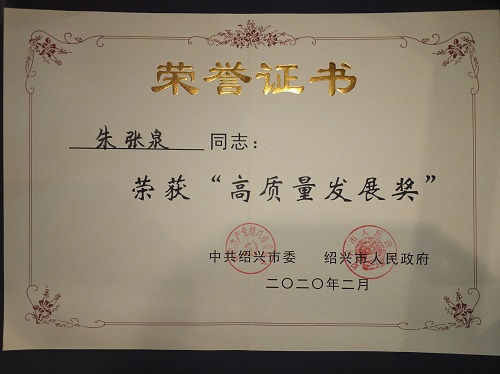 荣誉证书
朱张泉 同志：
荣获“高质量发展奖”
中共绍兴市委 绍兴市人民政府
二〇二〇年二月